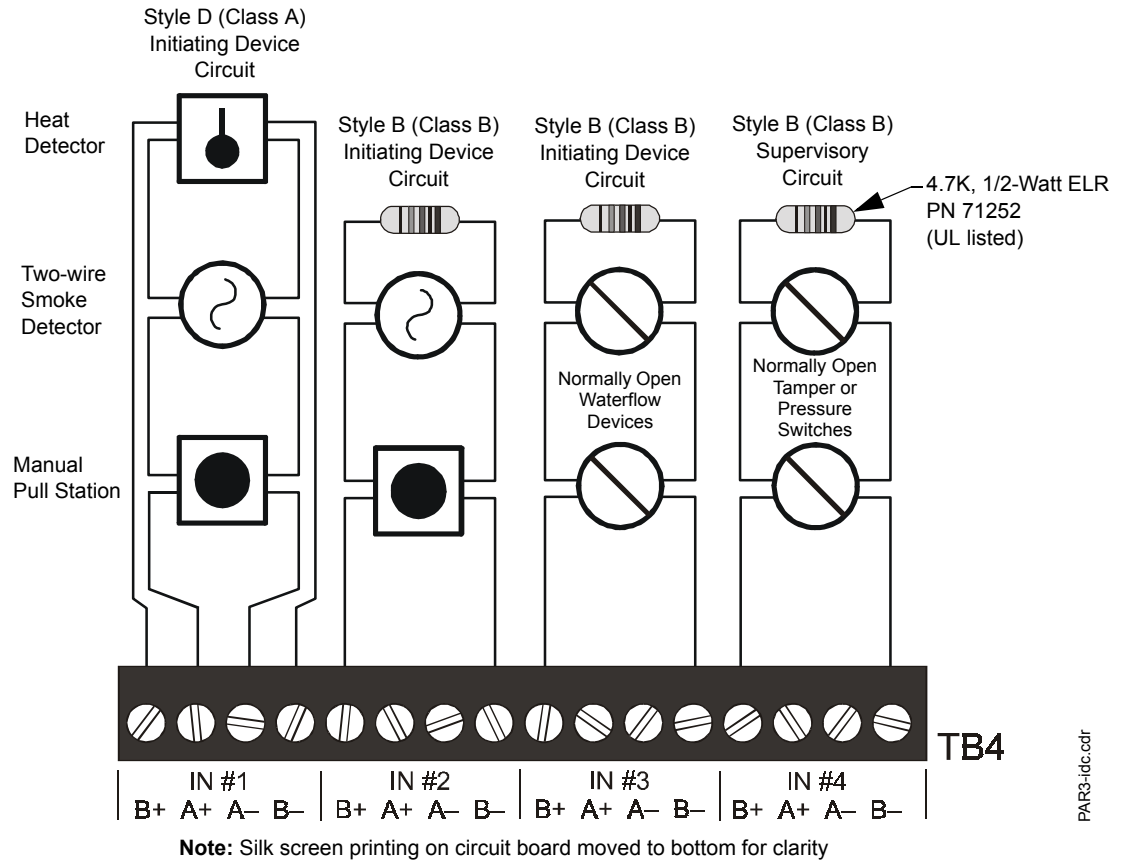 Style D (Class A)
Initiating Device
Circuit
Heat
Detector
Style B (Class B)
Initiating Device
Circuit
Style B (Class B)
Initiating Device
Circuit
Style B (Class B)
Supervisory
Circuit
4.7K, 1/2-Watt ELR
PN 71252
(UL listed)
Two-wire
Smoke
Detector
Normally Open
Waterflow
Devices
Normally Open
Tamper or
Pressure
Switches
Manual
Pull Station
TB4
IN #1
B+ A+ A– B–
IN #2
B+ A+ A– B–
IN #3
B+ A+ A– B–
IN #4
B+ A+ A– B–
PAR3-idc.cdr
Note: Silk screen printing on circuit board moved to bottom for clarity